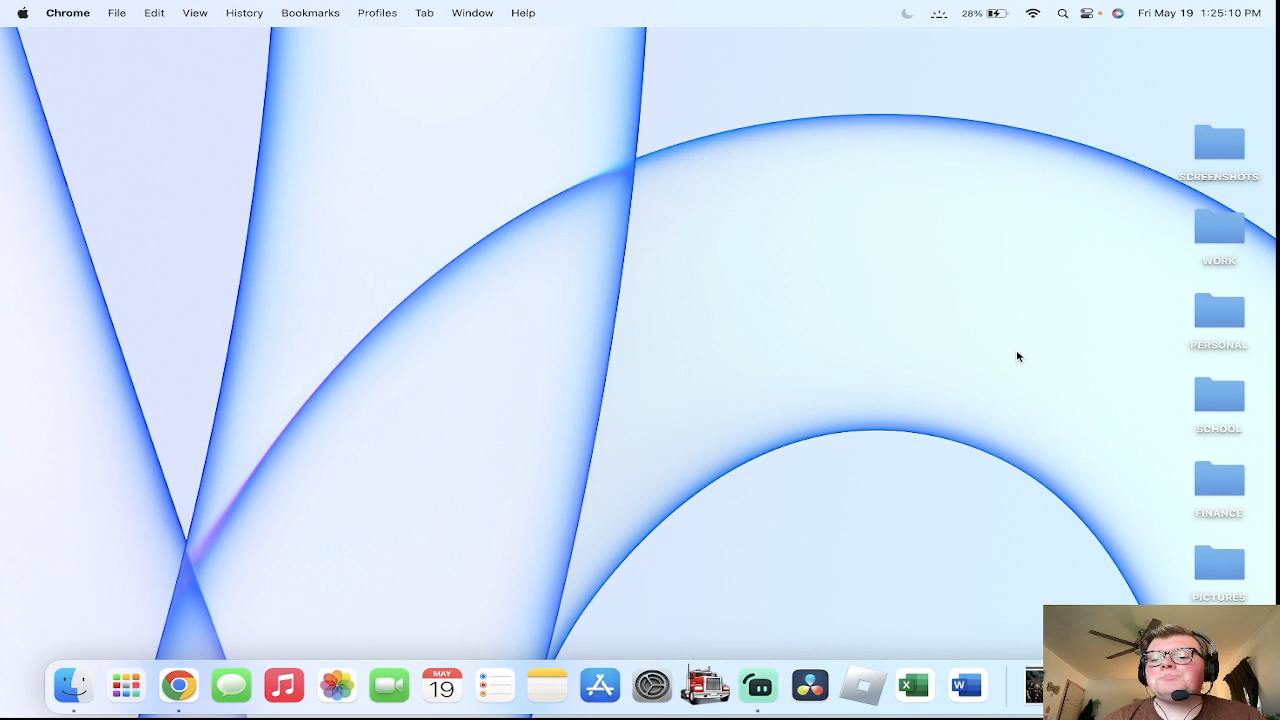 Chrome File Edit View History Bookmarks Profiles Tab Window Help 28% Fri May 19 1:25:10 PM
SCREENSHOTS
WORK
PERSONAL
SCHOOL
FINANCE
PICTURES
MAY
19
X
W